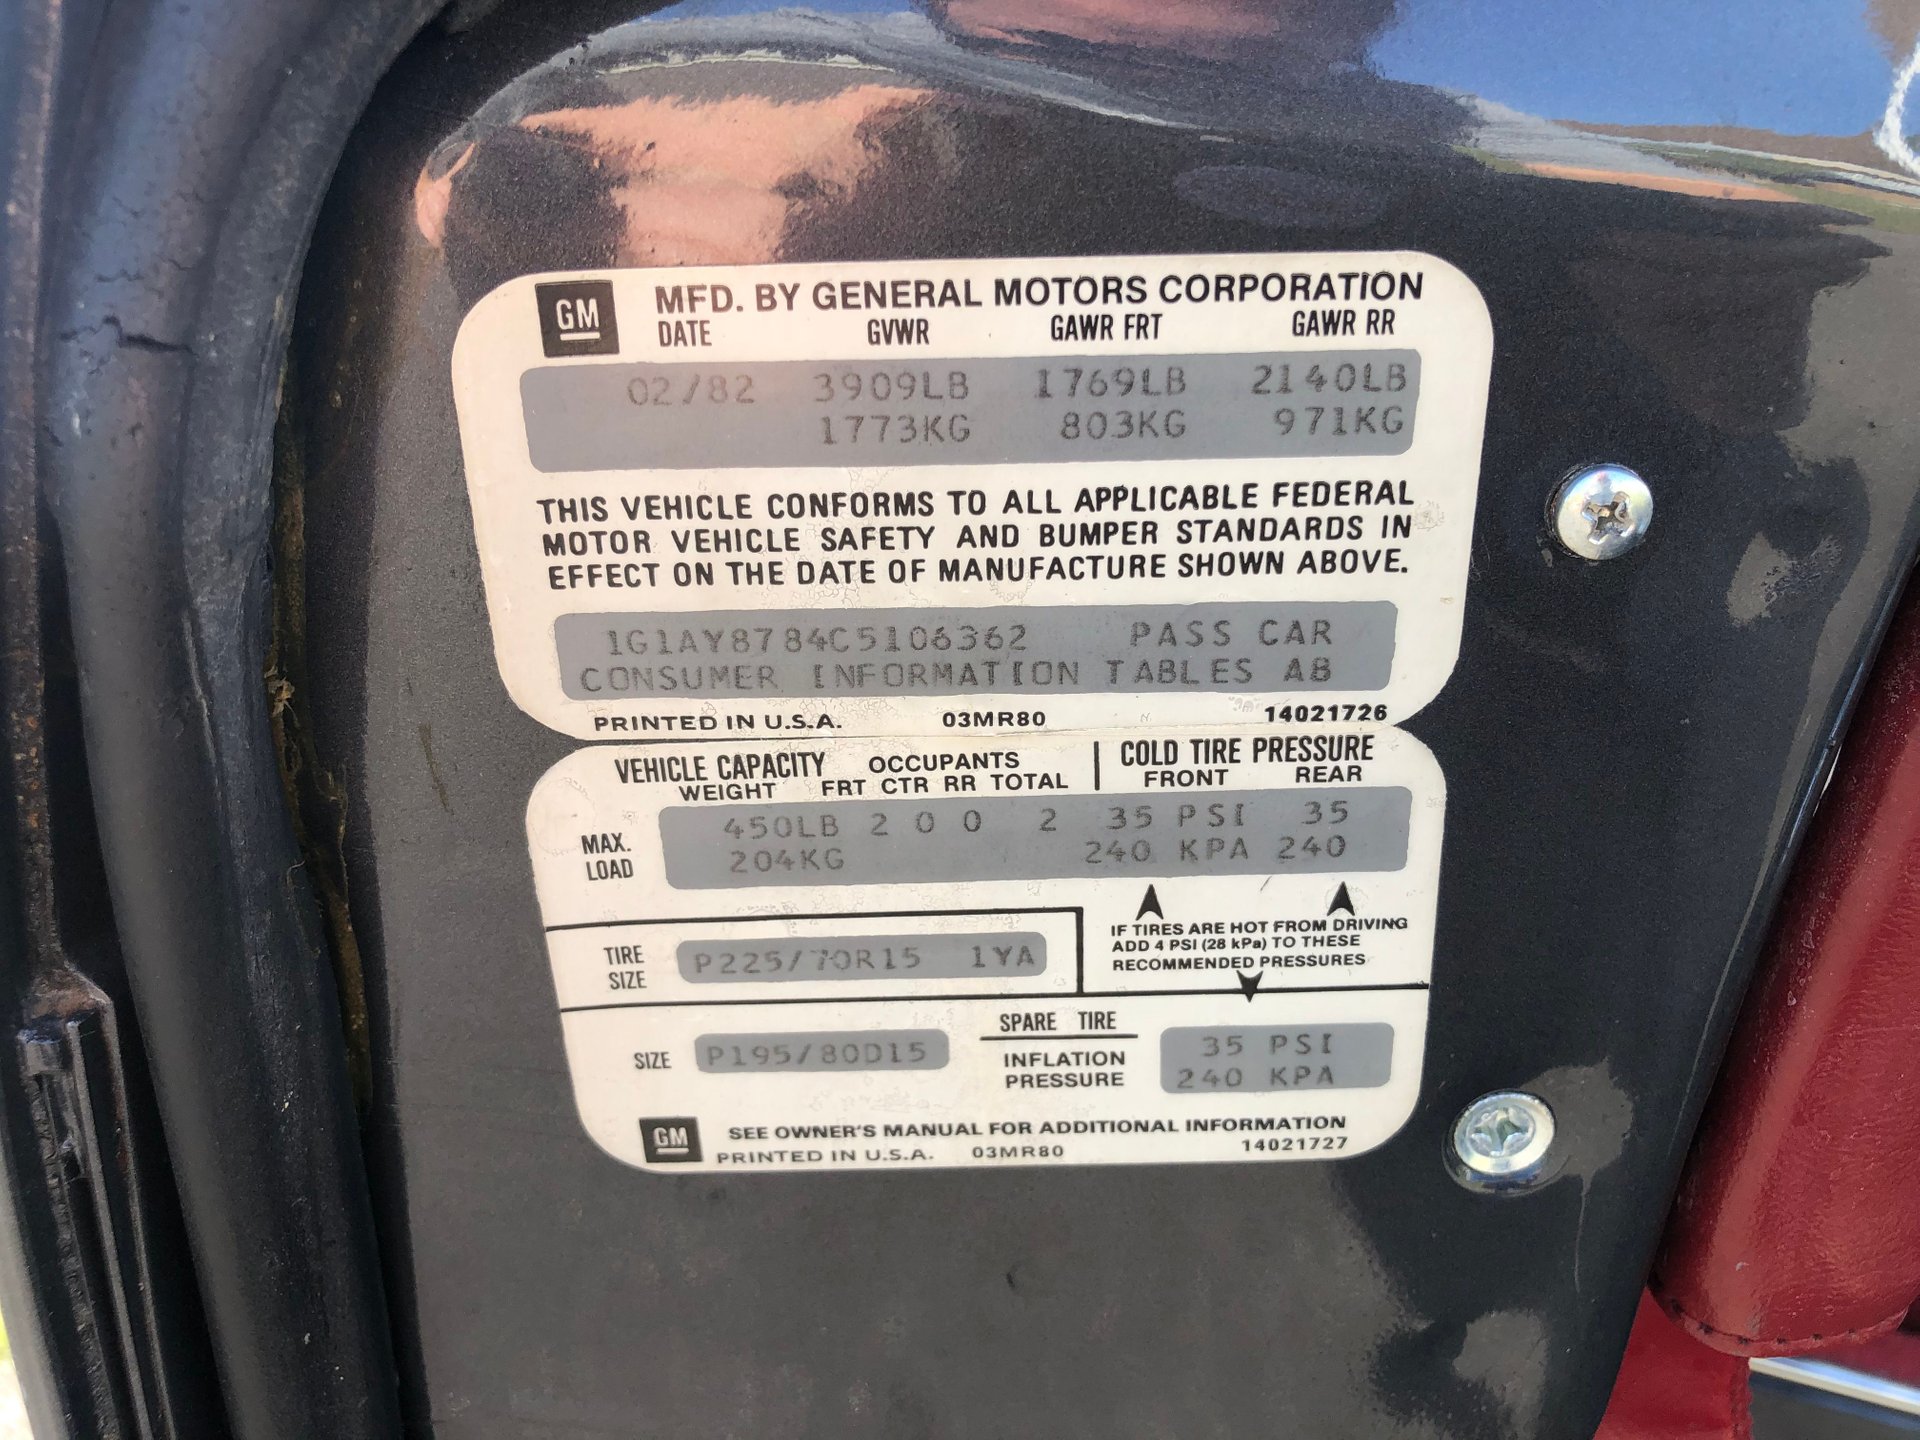 GM MFD. BY GENERAL MOTORS CORPORATION
DATE GVWR GAWR FRT GAWR RR
02/82 3909LB 1769LB 2140LB
1773KG 803KG 971KG
THIS VEHICLE CONFORMS TO ALL APPLICABLE FEDERAL
MOTOR VEHICLE SAFETY AND BUMPER STANDARDS IN
EFFECT ON THE DATE OF MANUFACTURE SHOWN ABOVE.
1G1AY8784C5106362 PASS CAR
CONSUMER INFORMATION TABLES AB
PRINTED IN U.S.A. 03MR80 14021726
VEHICLE CAPACITY OCCUPANTS COLD TIRE PRESSURE
WEIGHT FRT CTR RR TOTAL FRONT REAR
MAX. LOAD 450LB 2 0 0 2 35 PSI 35
204KG 240 KPA 240
IF TIRES ARE HOT FROM DRIVING
ADD 4 PSI (28 kPa) TO THESE
RECOMMENDED PRESSURES
TIRE SIZE P225/70R15 1YA
SPARE TIRE
SIZE P195/80D15 INFLATION PRESSURE 35 PSI
240 KPA
GM SEE OWNER'S MANUAL FOR ADDITIONAL INFORMATION
PRINTED IN U.S.A. 03MR80 14021727